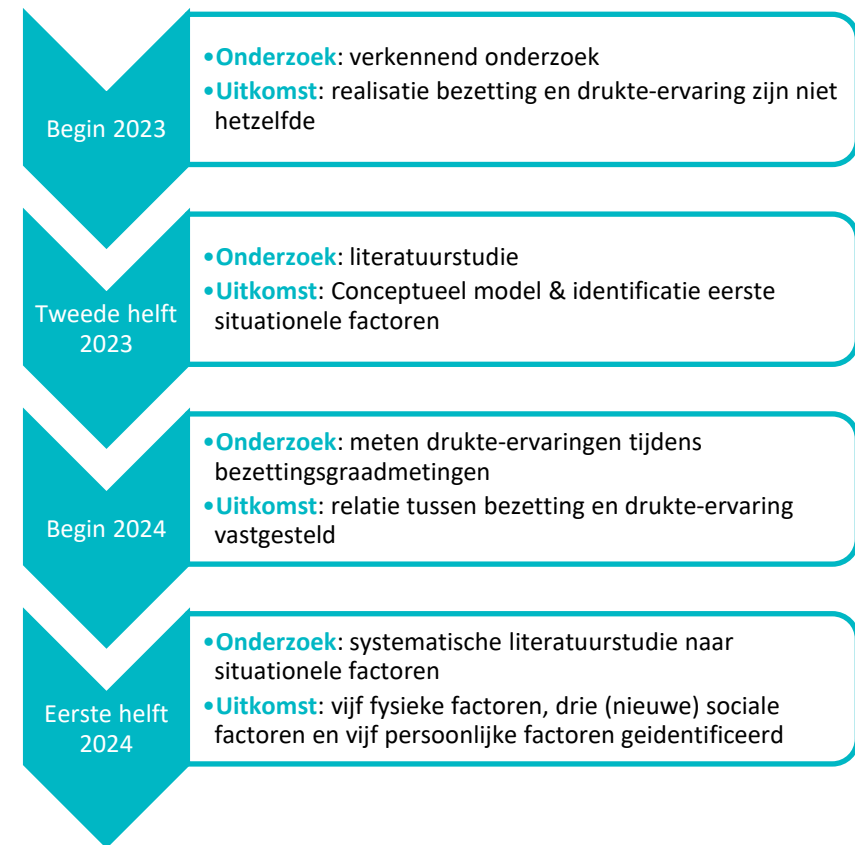 Begin 2023
•Onderzoek: verkennend onderzoek
•Uitkomst: realisatie bezetting en drukte-ervaring zijn niet
hetzelfde
Tweede helft
2023
•Onderzoek: literatuurstudie
•Uitkomst: Conceptueel model & identificatie eerste
situationele factoren
Begin 2024
•Onderzoek: meten drukte-ervaringen tijdens
bezettingsgraadmetingen
•Uitkomst: relatie tussen bezetting en drukte-ervaring
vastgesteld
Eerste helft
2024
•Onderzoek: systematische literatuurstudie naar
situationele factoren
•Uitkomst: vijf fysieke factoren, drie (nieuwe) sociale
factoren en vijf persoonlijke factoren geidentificeerd